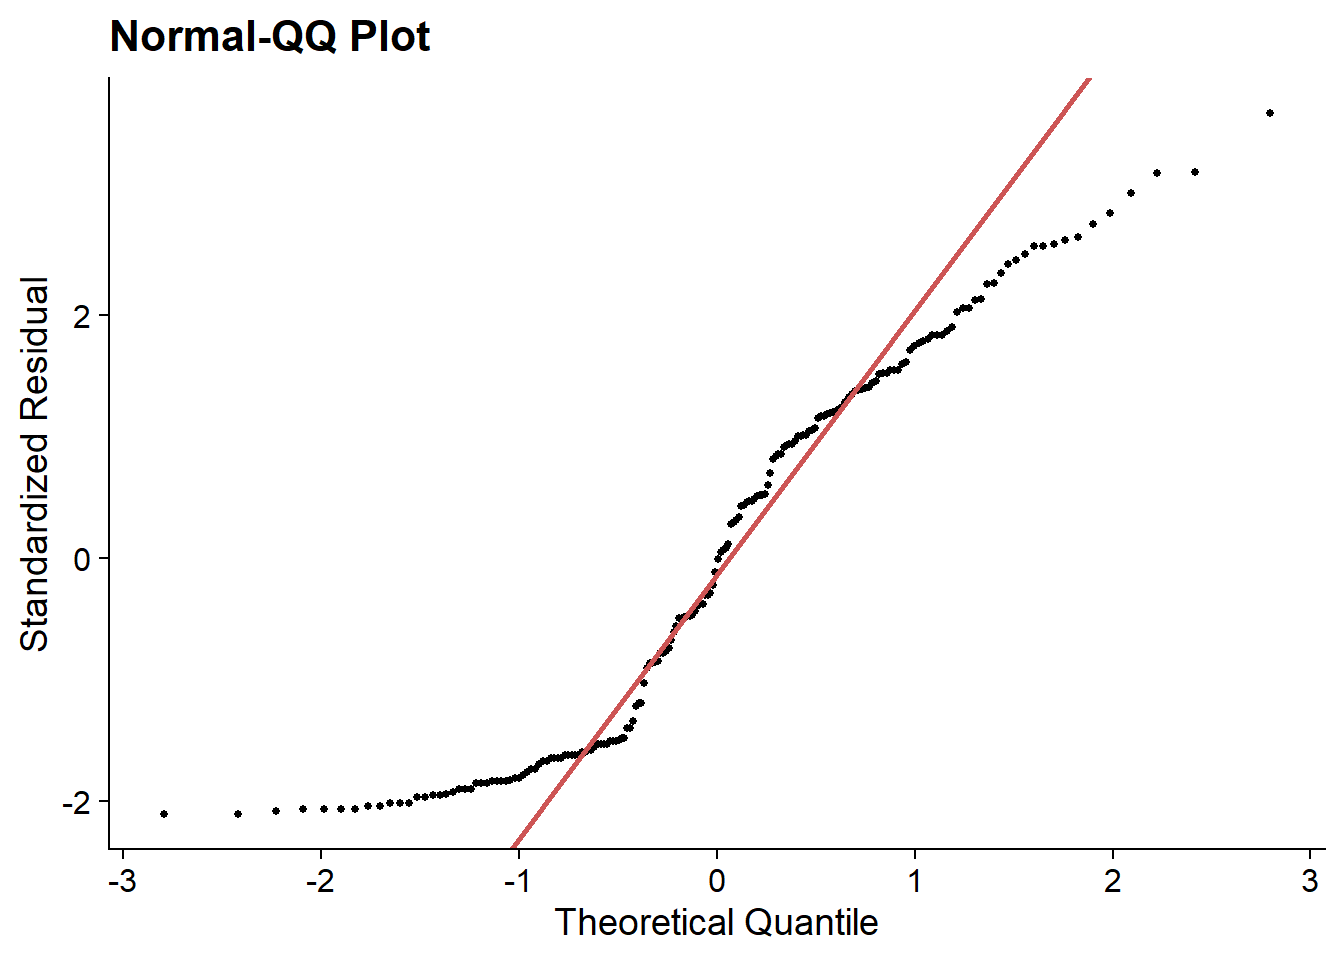 Normal-QQ Plot
Standardized Residual
2
0
-2
-3 -2 -1 0 1 2 3
Theoretical Quantile